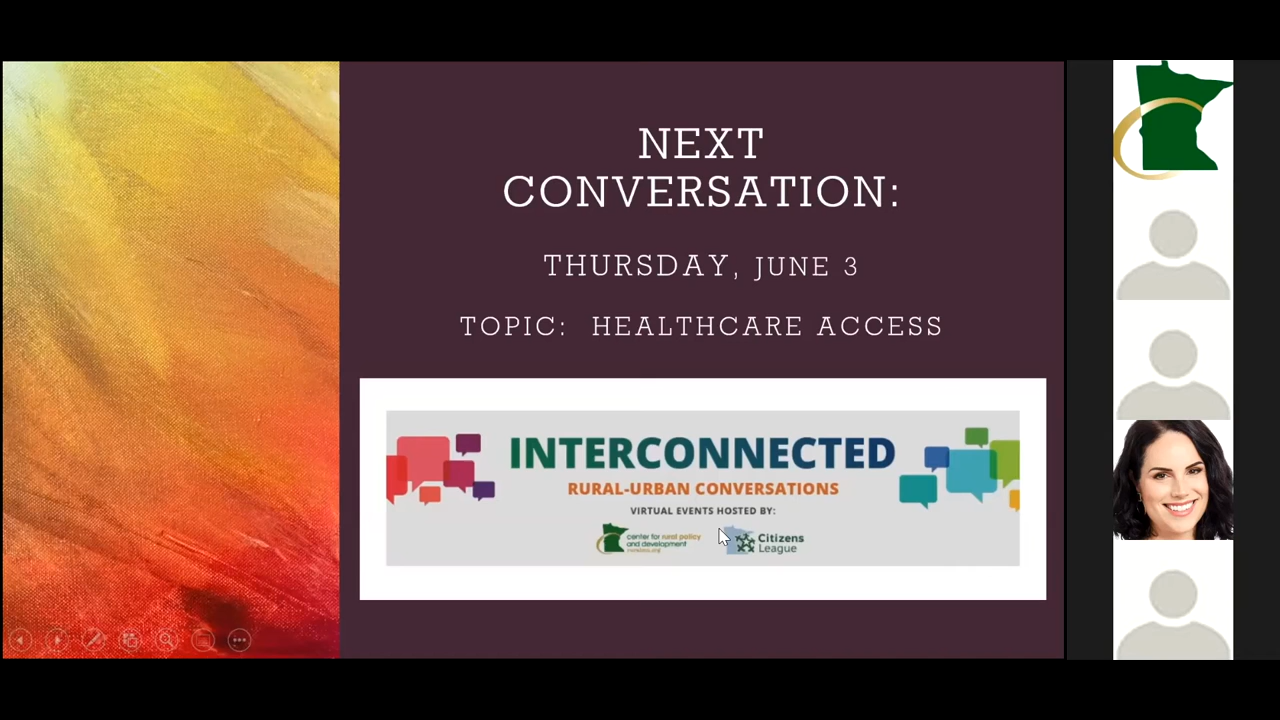 NEXT
CONVERSATION:
THURSDAY, JUNE 3
TOPIC: HEALTHCARE ACCESS
INTERCONNECTED
RURAL-URBAN CONVERSATIONS
VIRTUAL EVENTS HOSTED BY:
center for rural policy
and development
Citizens
League